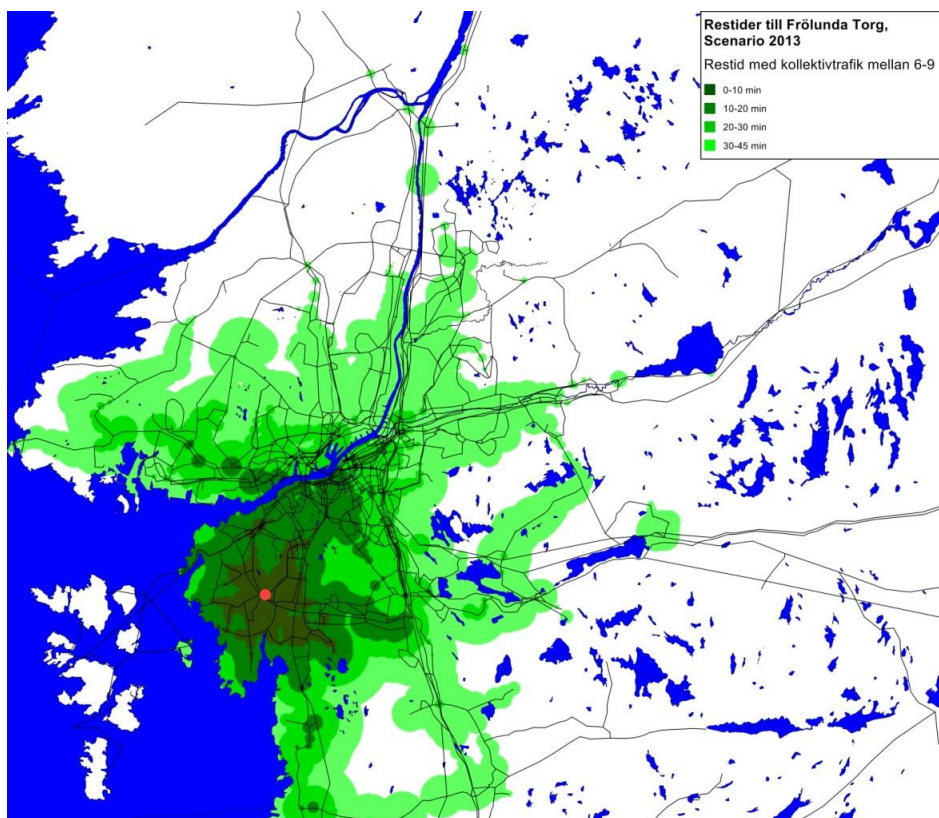 Restider till Frölunda Torg,
Scenario 2013
Restid med kollektivtrafik mellan 6-9
0-10 min
10-20 min
20-30 min
30-45 min